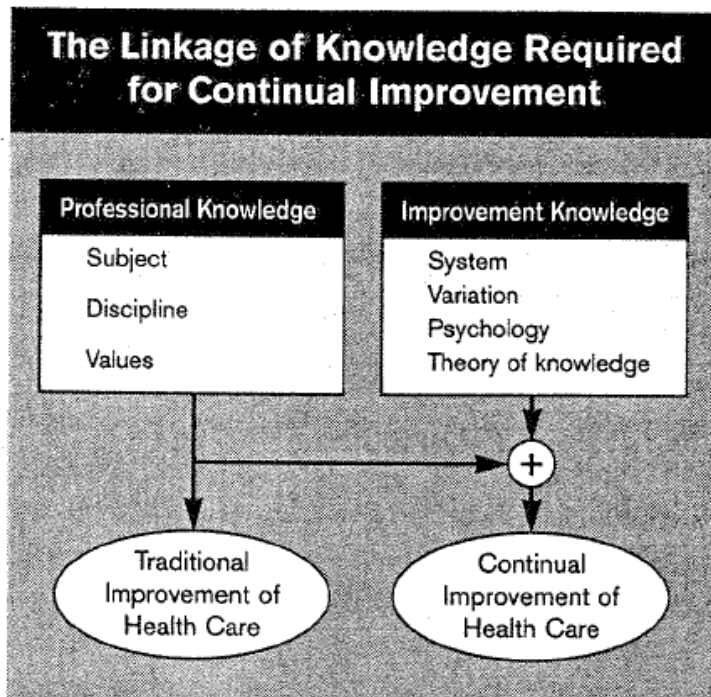 The Linkage of Knowledge Required
for Continual Improvement
Professional Knowledge
Subject
Discipline
Values
Improvement Knowledge
System
Variation
Psychology
Theory of knowledge
+
Traditional
Improvement of
Health Care
Continual
Improvement of
Health Care